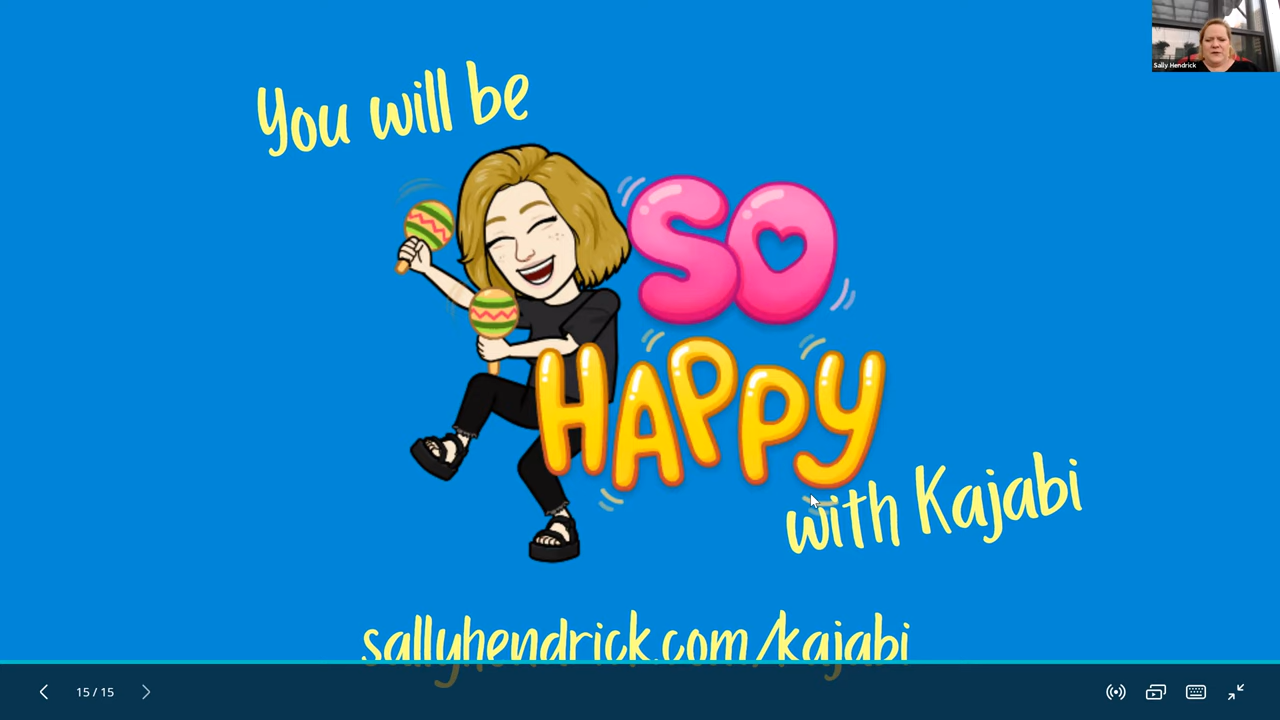 Sally Hendrick
You will be
SO
HAPPY
with Kajabi
sallyhendrick.com/kajabi
15 / 15